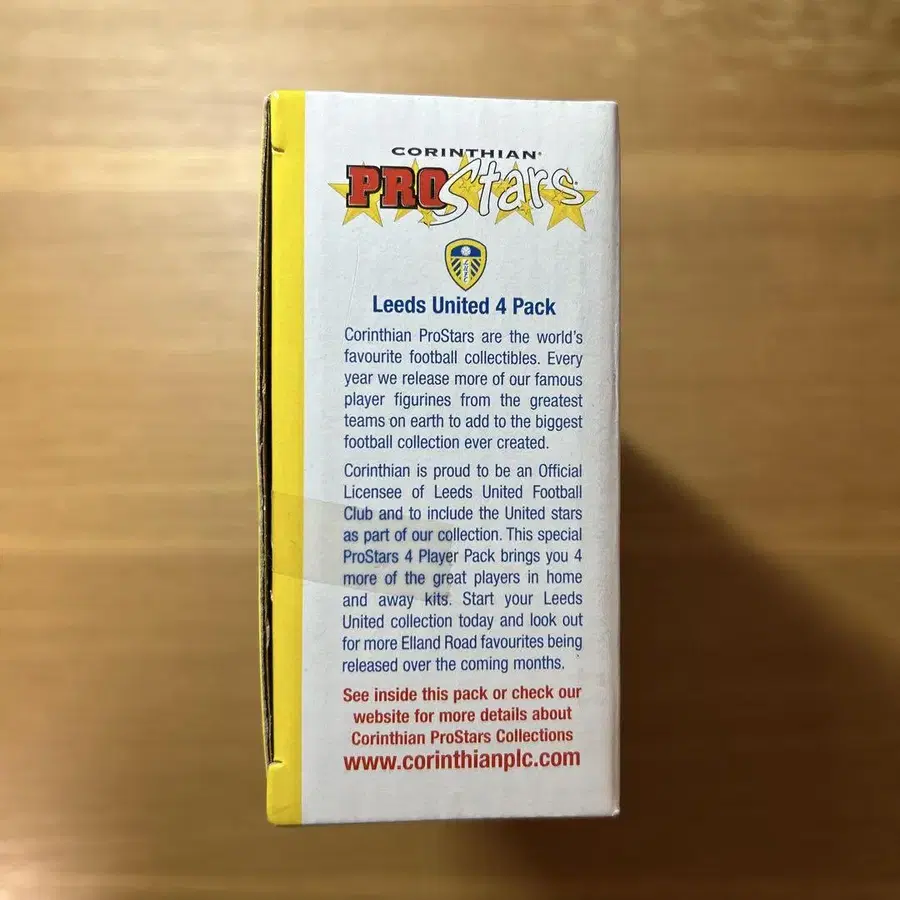 CORINTHIAN
PROStars
Leeds United 4 Pack
Corinthian ProStars are the world's
favourite football collectibles. Every
year we release more of our famous
player figurines from the greatest
teams on earth to add to the biggest
football collection ever created.
Corinthian is proud to be an Official
Licensee of Leeds United Football
Club and to include the United stars
as part of our collection. This special
ProStars 4 Player Pack brings you 4
more of the great players in home
and away kits. Start your Leeds
United collection today and look out
for more Elland Road favourites being
released over the coming months.
See inside this pack or check our
website for more details about
Corinthian ProStars Collections
www.corinthianplc.com